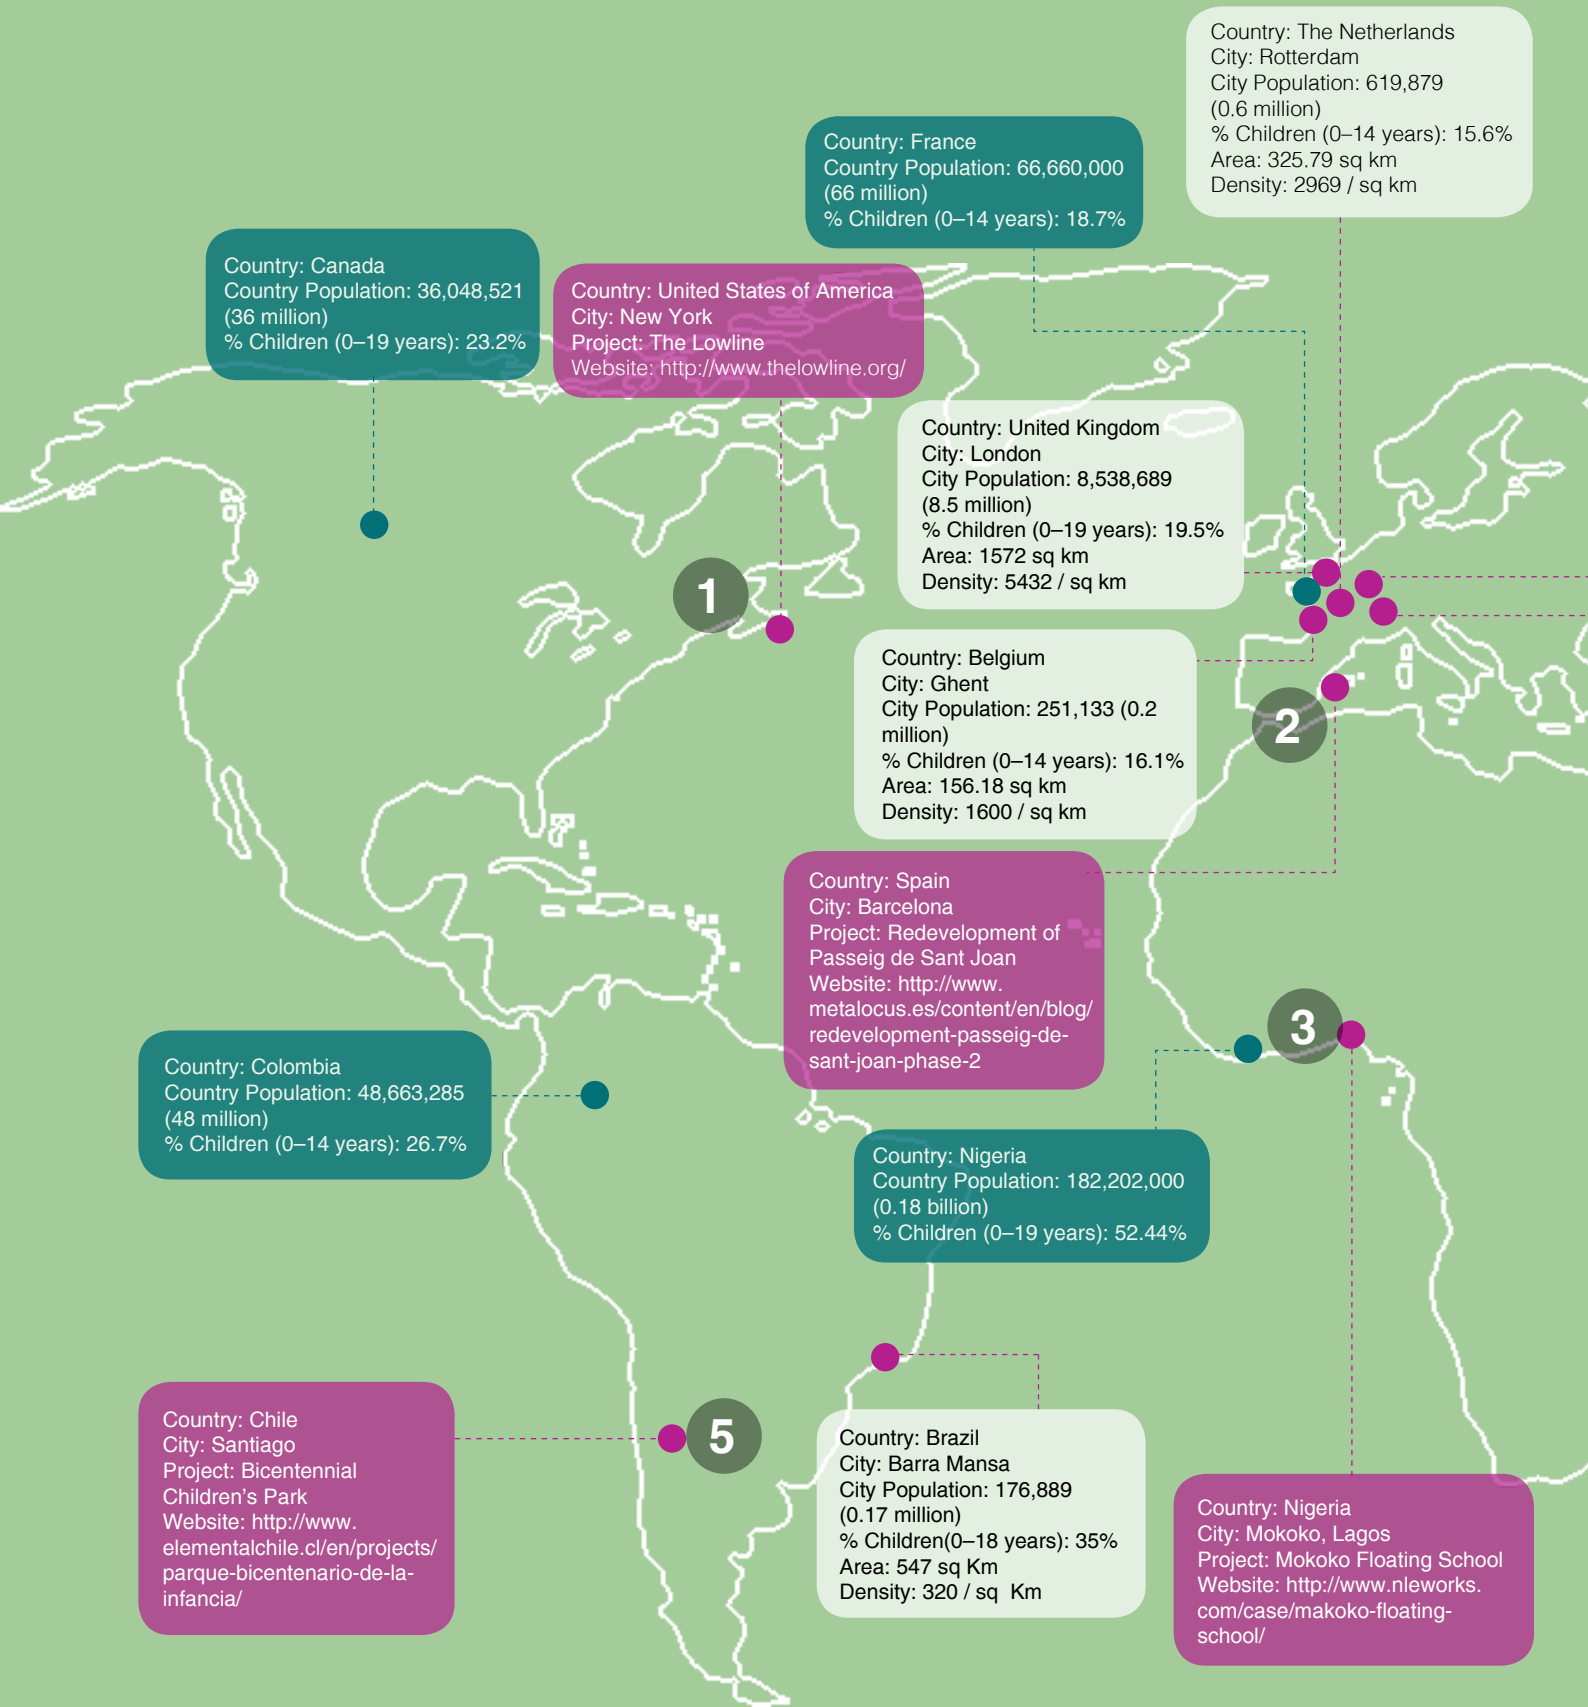 Country: The Netherlands
City: Rotterdam
City Population: 619,879
(0.6 million)
% Children (0–14 years): 15.6%
Area: 325.79 sq km
Density: 2969 / sq km
Country: France
Country Population: 66,660,000
(66 million)
% Children (0–14 years): 18.7%
Country: Canada
Country Population: 36,048,521
(36 million)
% Children (0–19 years): 23.2%
Country: United States of America
City: New York
Project: The Lowline
Website: http://www.thelowline.org/
Country: United Kingdom
City: London
City Population: 8,538,689
(8.5 million)
% Children (0–19 years): 19.5%
Area: 1572 sq km
Density: 5432 / sq km
1
Country: Belgium
City: Ghent
City Population: 251,133 (0.2
million)
% Children (0–14 years): 16.1%
Area: 156.18 sq km
Density: 1600 / sq km
2
Country: Spain
City: Barcelona
Project: Redevelopment of
Passeig de Sant Joan
Website: http://www.
metalocus.es/content/en/blog/
redevelopment-passeig-de-
sant-joan-phase-2
3
Country: Colombia
Country Population: 48,663,285
(48 million)
% Children (0–14 years): 26.7%
Country: Nigeria
Country Population: 182,202,000
(0.18 billion)
% Children (0–19 years): 52.44%
Country: Chile
City: Santiago
Project: Bicentennial
Children’s Park
Website: http://www.
elementalchile.cl/en/projects/
parque-bicentenario-de-la-
infancia/
5
Country: Brazil
City: Barra Mansa
City Population: 176,889
(0.17 million)
% Children(0–18 years): 35%
Area: 547 sq Km
Density: 320 / sq  Km
Country: Nigeria
City: Mokoko, Lagos
Project: Mokoko Floating School
Website: http://www.nleworks.
com/case/makoko-floating-
school/